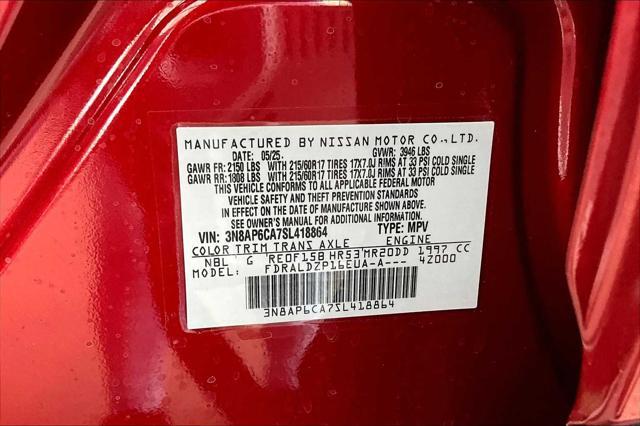 MANUFACTURED BY NISSAN MOTOR CO., LTD.
DATE: 05/25. GVWR: 3946 LBS
GAWR FR: 2150 LBS WITH 215/60R17 TIRES 17X7.0J RIMS AT 33 PSI COLD SINGLE
GAWR RR: 1808 LBS WITH 215/60R17 TIRES 17X7.0J RIMS AT 33 PSI COLD SINGLE
THIS VEHICLE CONFORMS TO ALL APPLICABLE FEDERAL MOTOR
VEHICLE SAFETY AND THEFT PREVENTION STANDARDS
IN EFFECT ON THE DATE OF MANUFACTURE SHOWN ABOVE.
SEE OWNER'S MANUAL FOR ADDITIONAL INFORMATION.
VIN: 3N8AP6CA7SL418864 TYPE: MPV
COLOR TRIM TRANS AXLE ENGINE
NBL G RE0F15B HR53 MR20DD 1997 CC
MODEL: FDRALDZP16EUA-A--- 4Z000
3N8AP6CA7SL418864